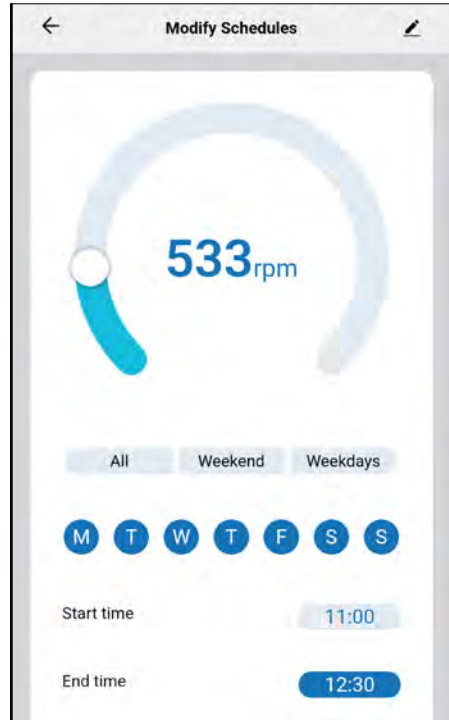 Modify Schedules
533rpm
All Weekend Weekdays
M T W T F S S
Start time 11:00
End time 12:30